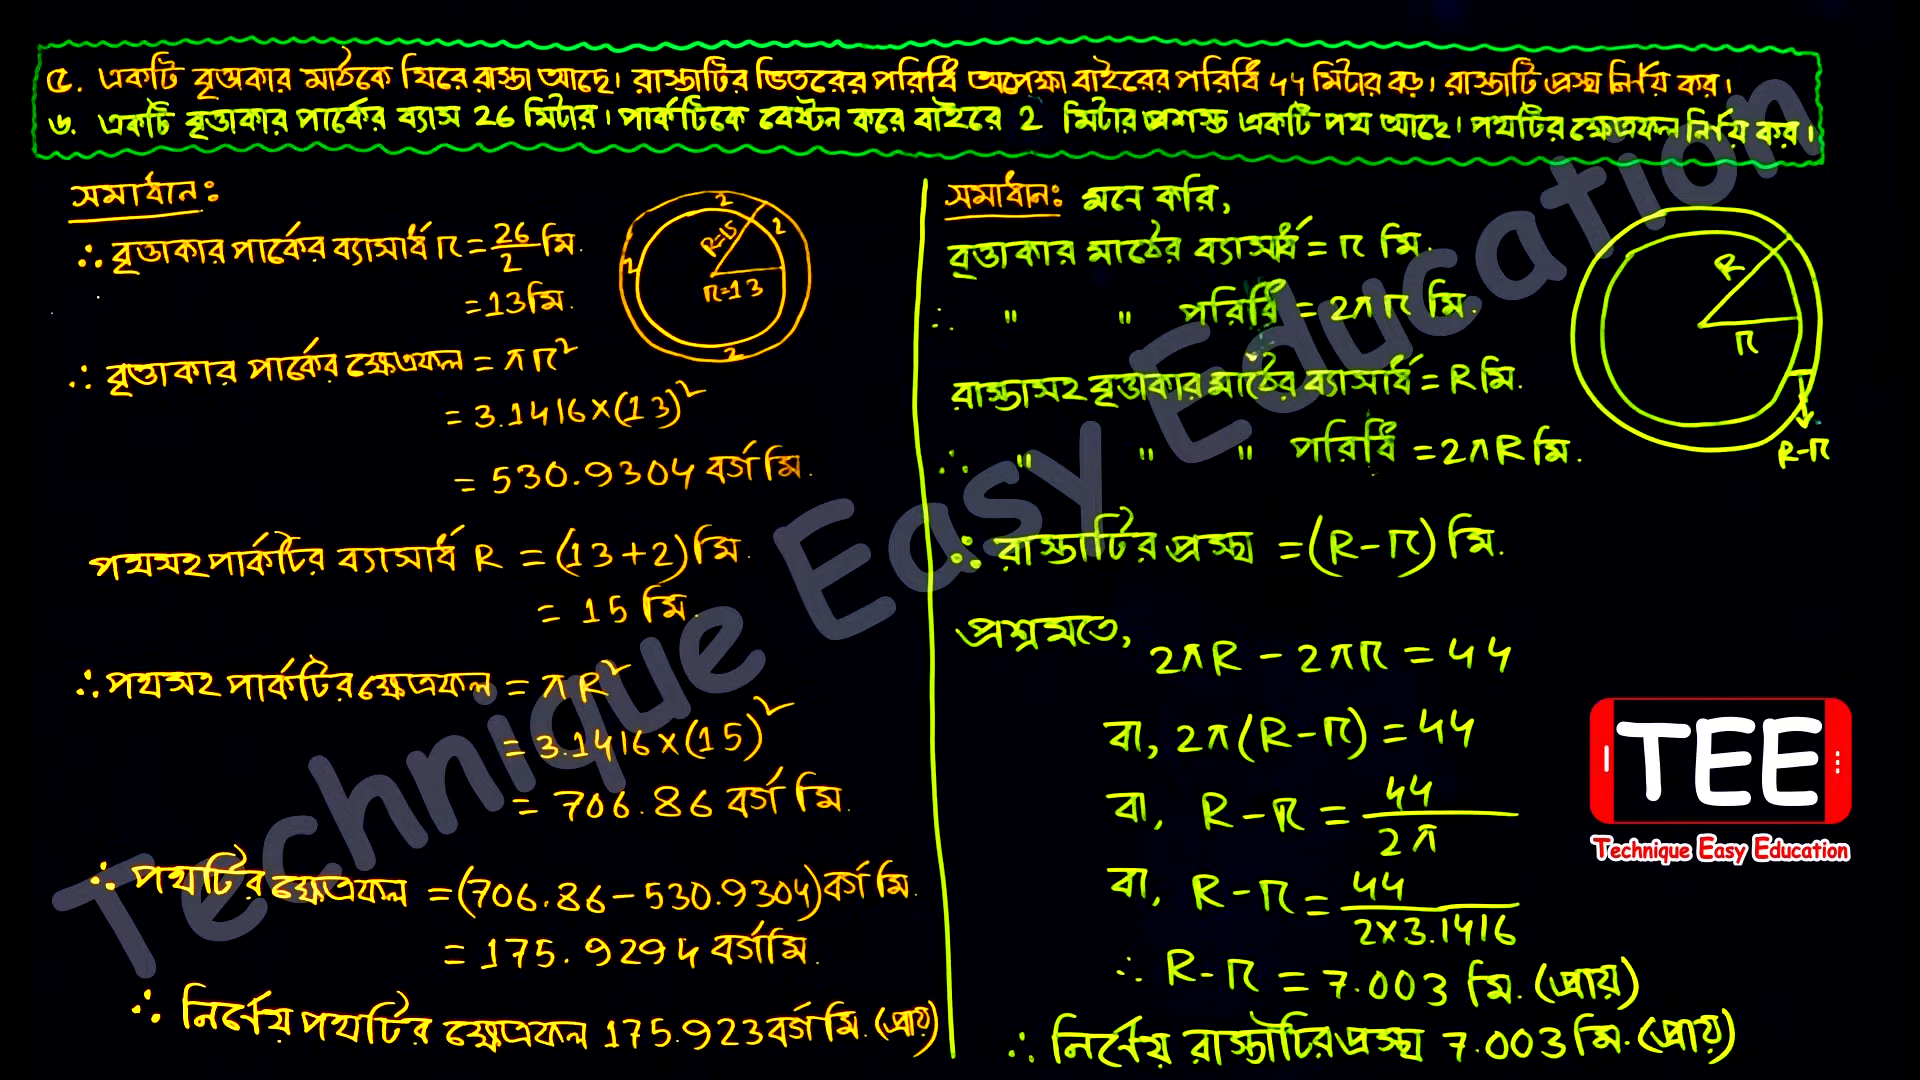 ৫. একটি বৃত্তাকার মাঠকে ঘিরে রাস্তা আছে। রাস্তাটির ভিতরের পরিধি অপেক্ষা বাইরের পরিধি 44 মিটার বড়। রাস্তাটি প্রস্থ নির্ণয় কর।
৬. একটি বৃত্তাকার পার্কের ব্যাস 26 মিটার। পার্কটিকে বেষ্টন করে বাইরে 2 মিটার প্রশস্ত একটি পথ আছে। পথটির ক্ষেত্রফল নির্ণয় কর।
সমাধান:
∴ বৃত্তাকার পার্কের ব্যাসার্ধ r = 26/2 মি.
= 13 মি.
∴ বৃত্তাকার পার্কের ক্ষেত্রফল = πr²
= 3.1416×(13)²
= 530.9304 বর্গ মি.
পথসহ পার্কটির ব্যাসার্ধ R = (13+2) মি.
= 15 মি.
∴ পথসহ পার্কটির ক্ষেত্রফল = πR²
= 3.1416×(15)²
= 706.86 বর্গ মি.
∴ পথটির ক্ষেত্রফল = (706.86-530.9304) বর্গ মি.
= 175.9294 বর্গ মি.
∴ নির্ণেয় পথটির ক্ষেত্রফল 175.923 বর্গ মি. (প্রায়)
2
2
2
2
R=15
r=13
সমাধান: মনে করি,
বৃত্তাকার মাঠের ব্যাসার্ধ = r মি.
∴ " " পরিধি = 2πr মি.
রাস্তাসহ বৃত্তাকার মাঠের ব্যাসার্ধ = R মি.
∴ " " " পরিধি = 2πR মি.
∴ রাস্তাটির প্রস্থ = (R-r) মি.
প্রশ্নমতে,
2πR - 2πr = 44
বা, 2π(R-r) = 44
বা, R-r = 44/2π
বা, R-r = 44/2×3.1416
∴ R-r = 7.003 মি. (প্রায়)
∴ নির্ণেয় রাস্তাটির প্রস্থ 7.003 মি. (প্রায়)
R
r
R-r
TEE
Technique Easy Education
Technique Easy Education